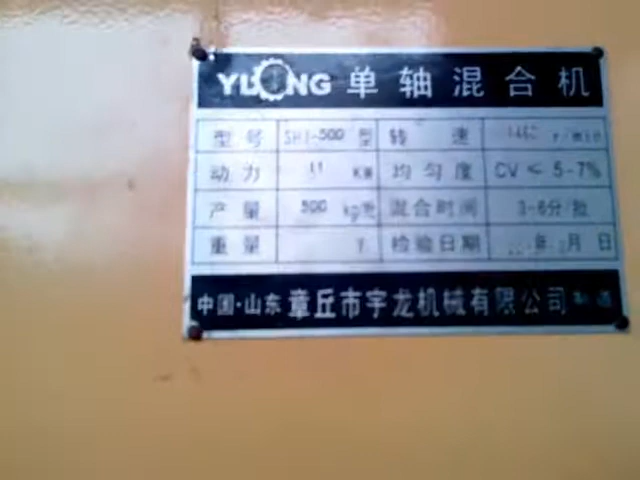 YULONG 单轴混合机
型号 SHJ-500 型 转速 1460 r/min
动力 11 KW 均匀度 CV ≤ 5-7%
产量 500 kg/批 混合时间 3-6分/批
重量 T 检验日期 年 月 日
中国·山东 章丘市宇龙机械有限公司 制造